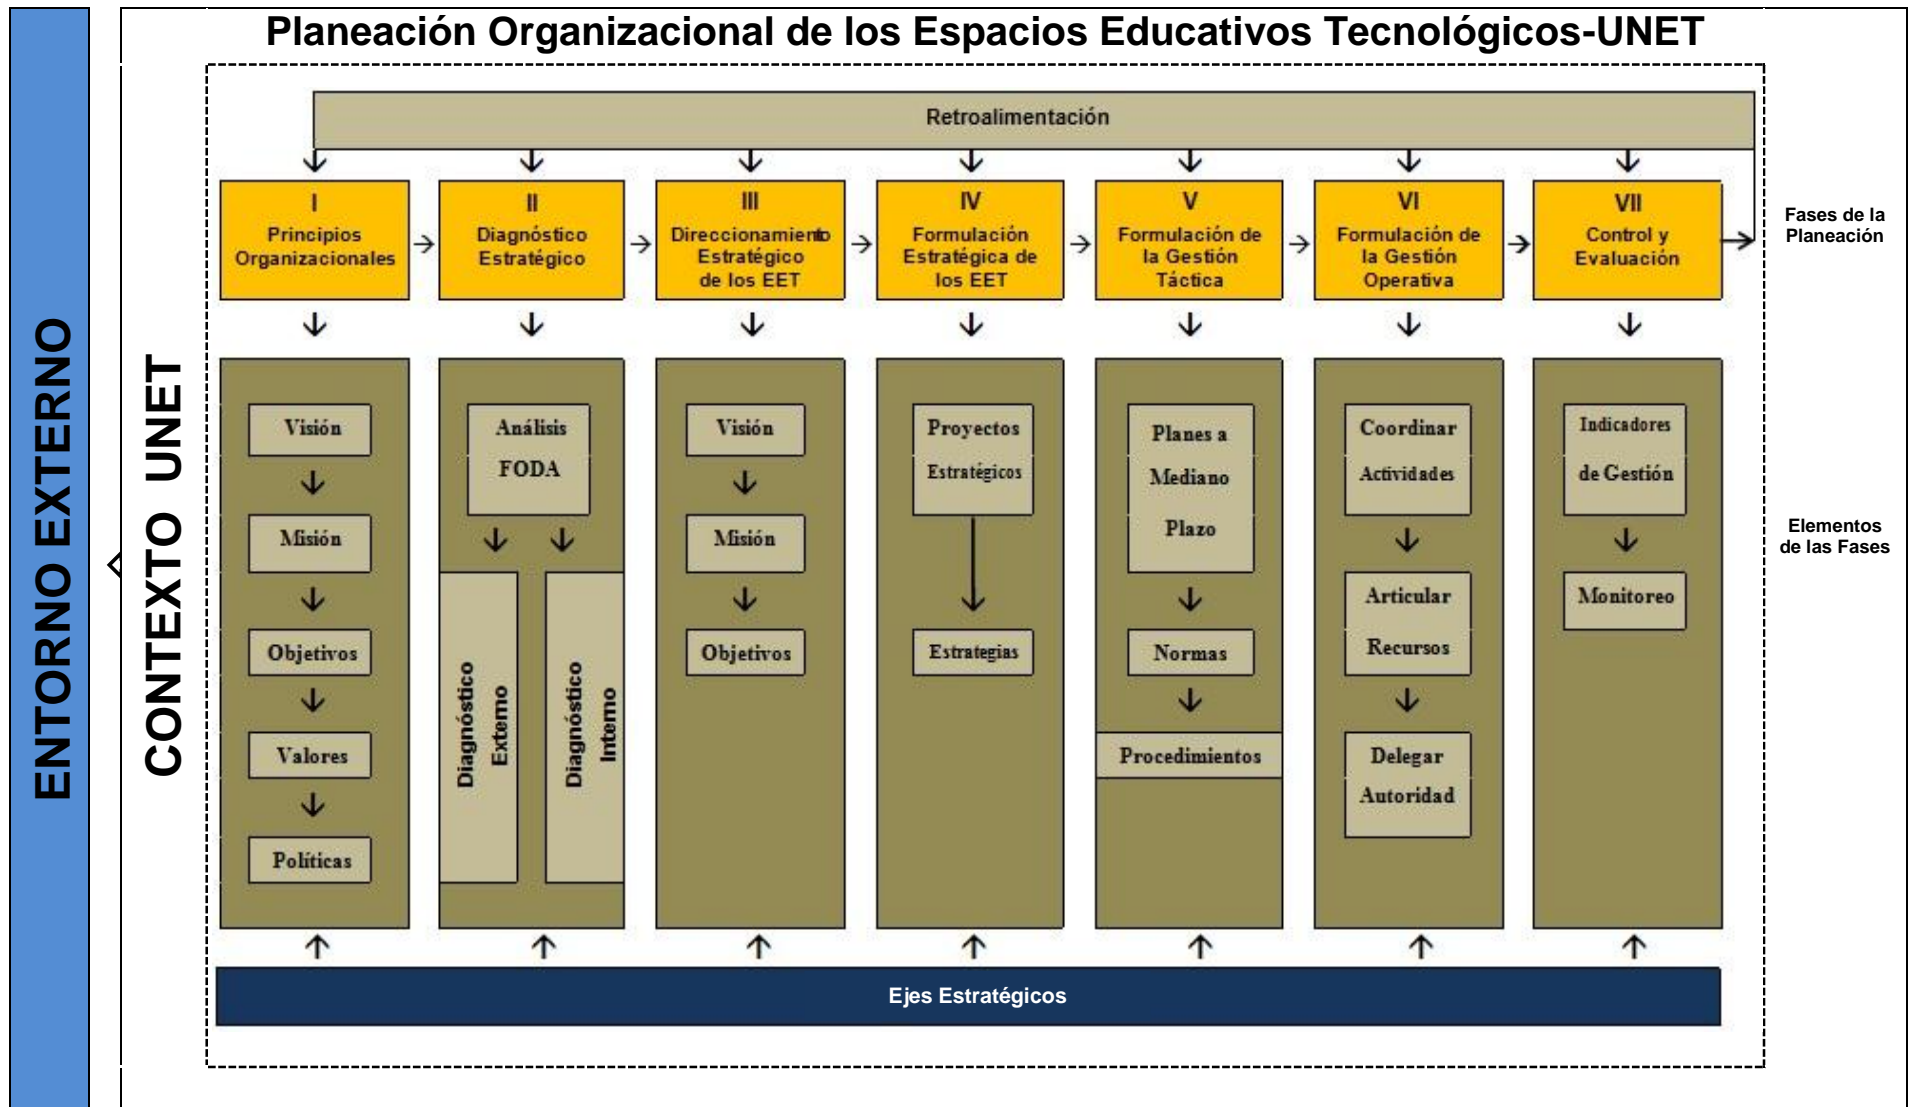 Planeación Organizacional de los Espacios Educativos Tecnológicos-UNET
ENTORNO EXTERNO
CONTEXTO UNET
Retroalimentación
I
Principios
Organizacionales
II
Diagnóstico
Estratégico
III
Direccionamiento
Estratégico
de los EET
IV
Formulación
Estratégica de
los EET
V
Formulación de
la Gestión
Táctica
VI
Formulación de
la Gestión
Operativa
VII
Control y
Evaluación
Fases de la
Planeación
Visión
Misión
Objetivos
Valores
Políticas
Análisis
FODA
Diagnóstico
Externo
Diagnóstico
Interno
Visión
Misión
Objetivos
Proyectos
Estratégicos
Estrategias
Planes a
Mediano
Plazo
Normas
Procedimientos
Coordinar
Actividades
Articular
Recursos
Delegar
Autoridad
Indicadores
de Gestión
Monitoreo
Elementos
de las Fases
Ejes Estratégicos